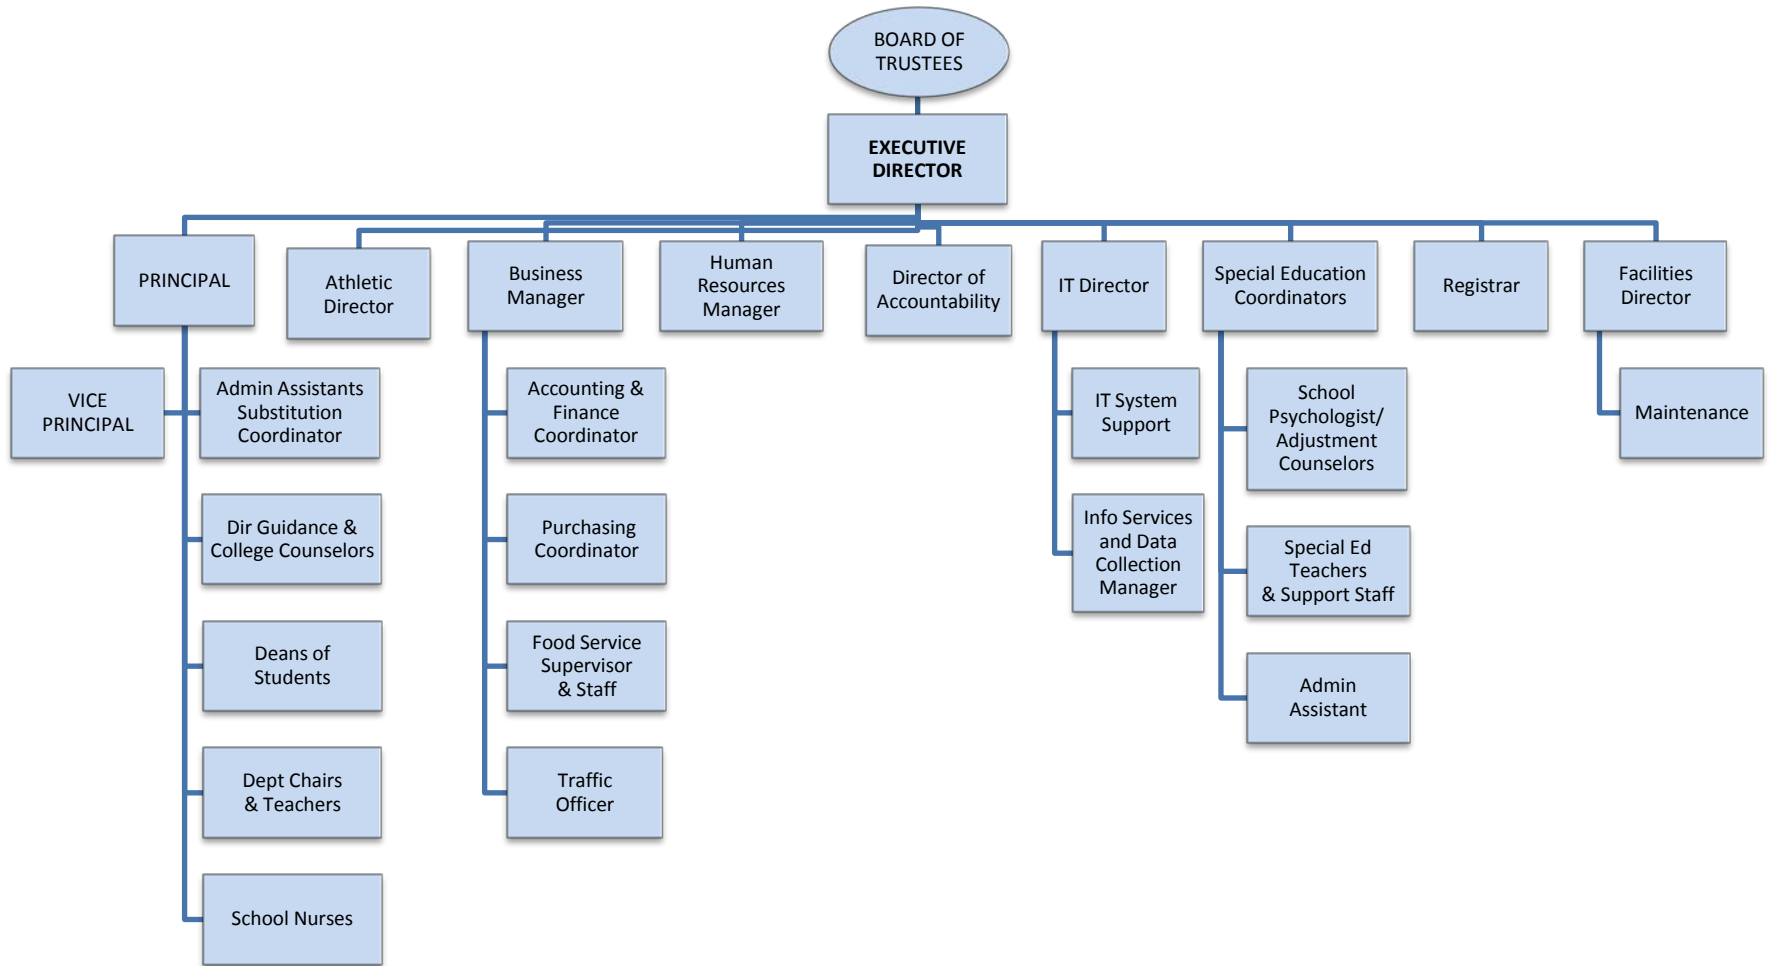 BOARD OF
TRUSTEES
EXECUTIVE
DIRECTOR
PRINCIPAL
Athletic
Director
Business
Manager
Human
Resources
Manager
Director of
Accountability
IT Director
Special Education
Coordinators
Registrar
Facilities
Director
VICE
PRINCIPAL
Admin Assistants
Substitution
Coordinator
Dir Guidance &
College Counselors
Deans of
Students
Dept Chairs
& Teachers
School Nurses
Accounting &
Finance
Coordinator
Purchasing
Coordinator
Food Service
Supervisor
& Staff
Traffic
Officer
IT System
Support
Info Services
and Data
Collection
Manager
School
Psychologist/
Adjustment
Counselors
Special Ed
Teachers
& Support Staff
Admin
Assistant
Maintenance